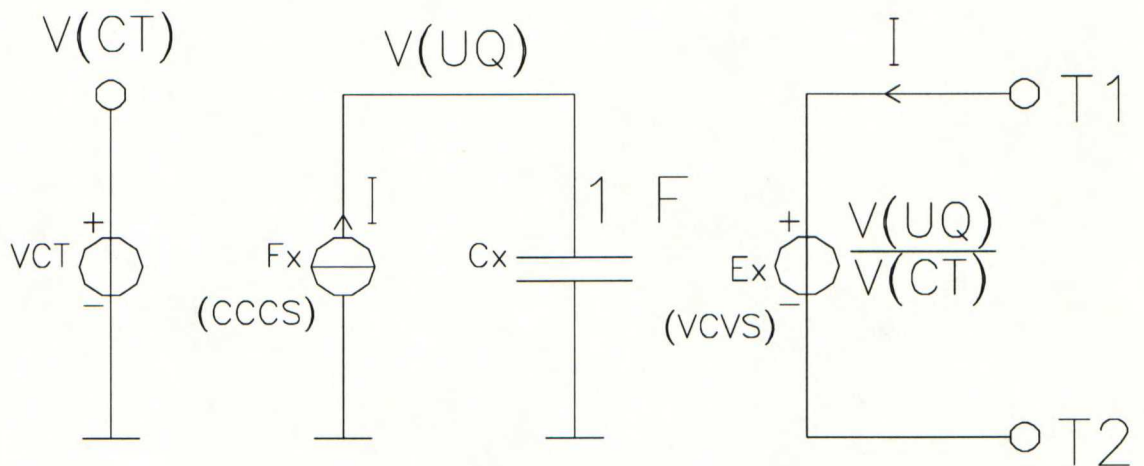 V(CT)
V(UQ)
I
T1
I
1 F
+
VCT
−
Fx
(CCCS)
Cx
+
Ex
−
(VCVS)
V(UQ)
V(CT)
T2